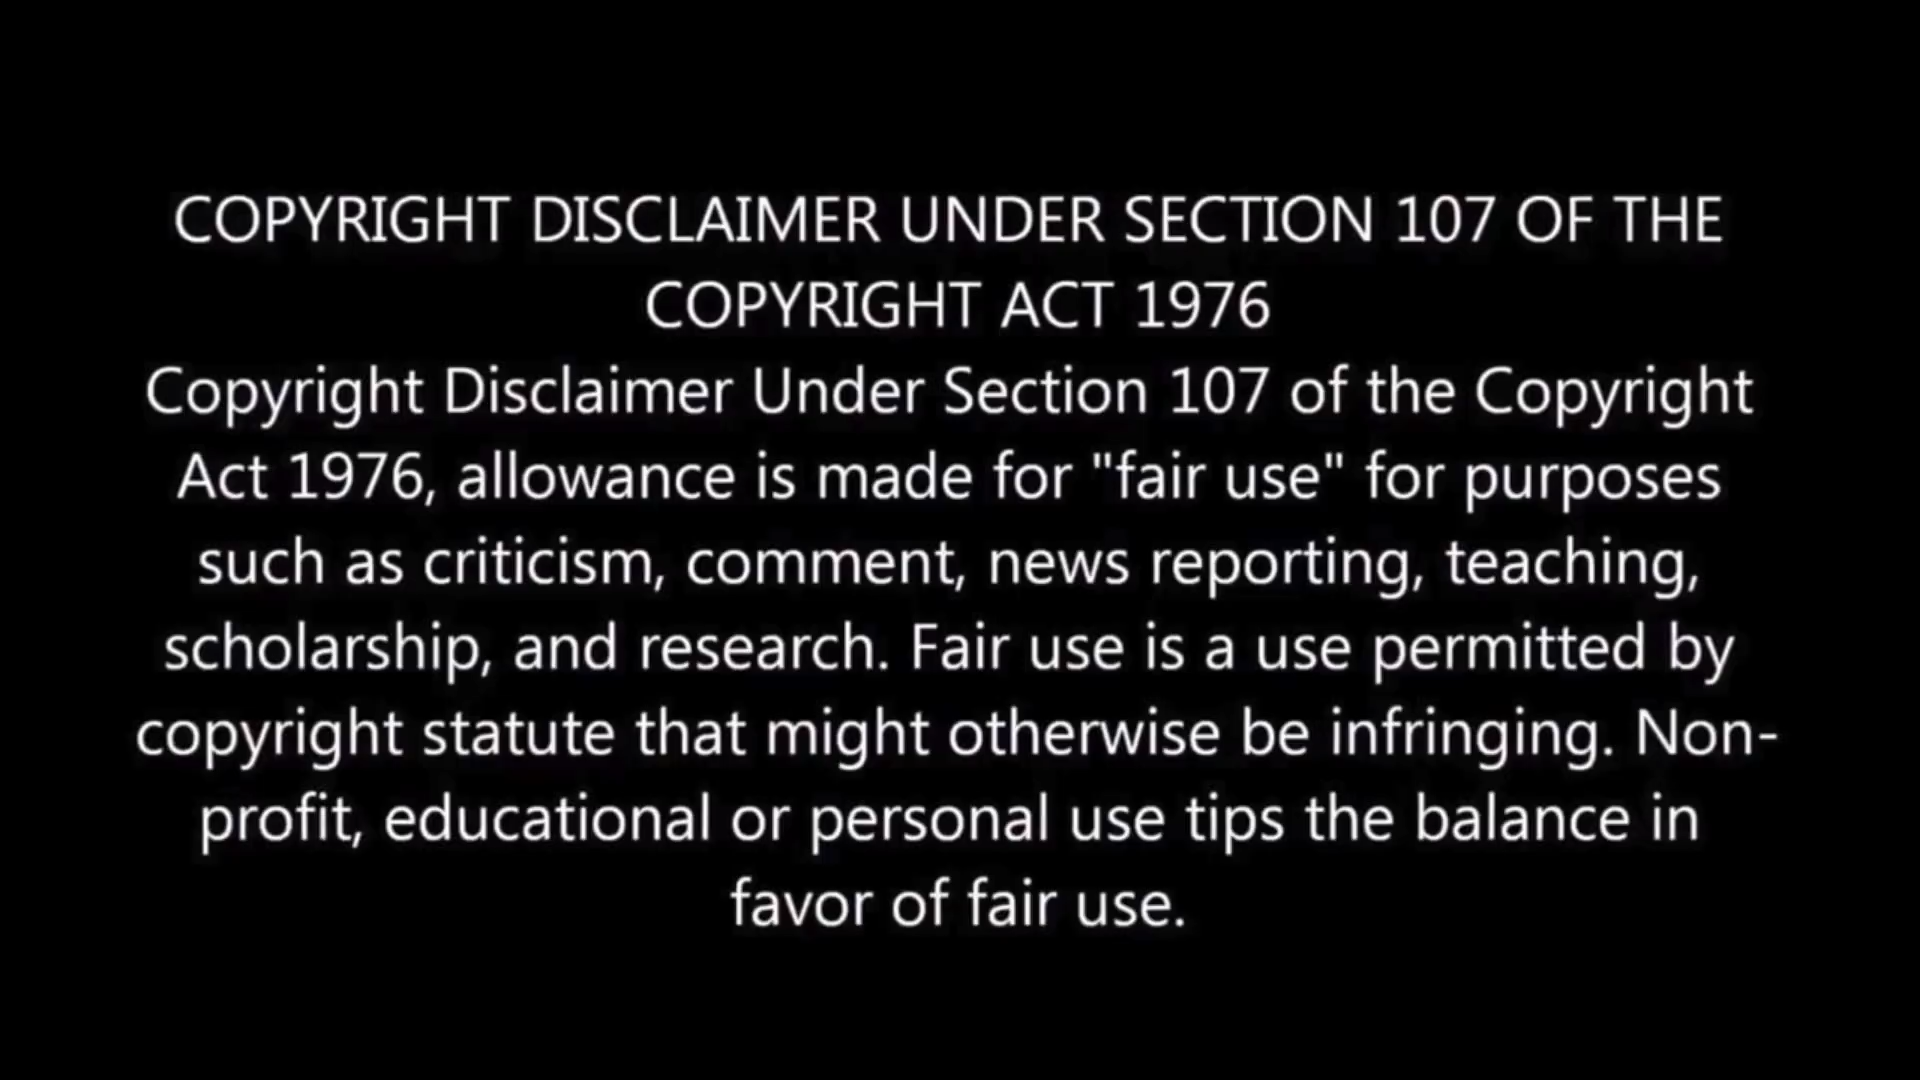 COPYRIGHT DISCLAIMER UNDER SECTION 107 OF THE
COPYRIGHT ACT 1976
Copyright Disclaimer Under Section 107 of the Copyright
Act 1976, allowance is made for "fair use" for purposes
such as criticism, comment, news reporting, teaching,
scholarship, and research. Fair use is a use permitted by
copyright statute that might otherwise be infringing. Non-
profit, educational or personal use tips the balance in
favor of fair use.